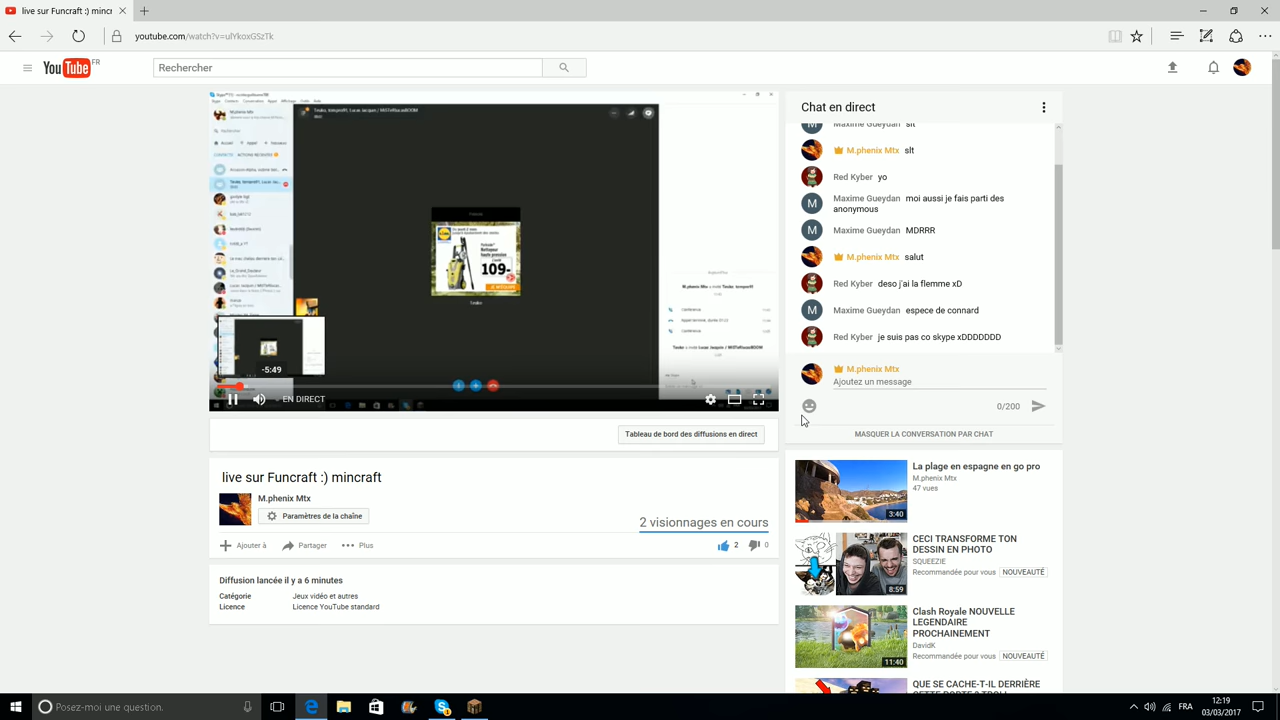 live sur Funcraft :) mincr
youtube.com/watch?v=ulYkoxGSzTk
YouTube FR
Rechercher
Chat en direct
Maxime Gueydan slt
M.phenix Mtx slt
Red Kyber yo
Maxime Gueydan moi aussi je fais parti des
anonymous
Maxime Gueydan MDRRR
M.phenix Mtx salut
Red Kyber deso j'ai la flemme xD
Maxime Gueydan espece de connard
Red Kyber je suis pas co skype xDDDDDDD
M.phenix Mtx
Ajoutez un message
0/200
MASQUER LA CONVERSATION PAR CHAT
109-
-5:49
EN DIRECT
Tableau de bord des diffusions en direct
live sur Funcraft :) mincraft
M.phenix Mtx
Paramètres de la chaîne
2 visionnages en cours
Ajouter à
Partager
Plus
2
0
Diffusion lancée il y a 6 minutes
Catégorie Jeux vidéo et autres
Licence Licence YouTube standard
La plage en espagne en go pro
M.phenix Mtx
47 vues
3:40
CECI TRANSFORME TON
DESSIN EN PHOTO
SQUEEZIE
Recommandée pour vous NOUVEAUTÉ
8:59
Clash Royale NOUVELLE
LEGENDAIRE
PROCHAINEMENT
DavidK
Recommandée pour vous NOUVEAUTÉ
11:40
QUE SE CACHE-T-IL DERRIÈRE
Posez-moi une question.
FRA
12:19
03/03/2017